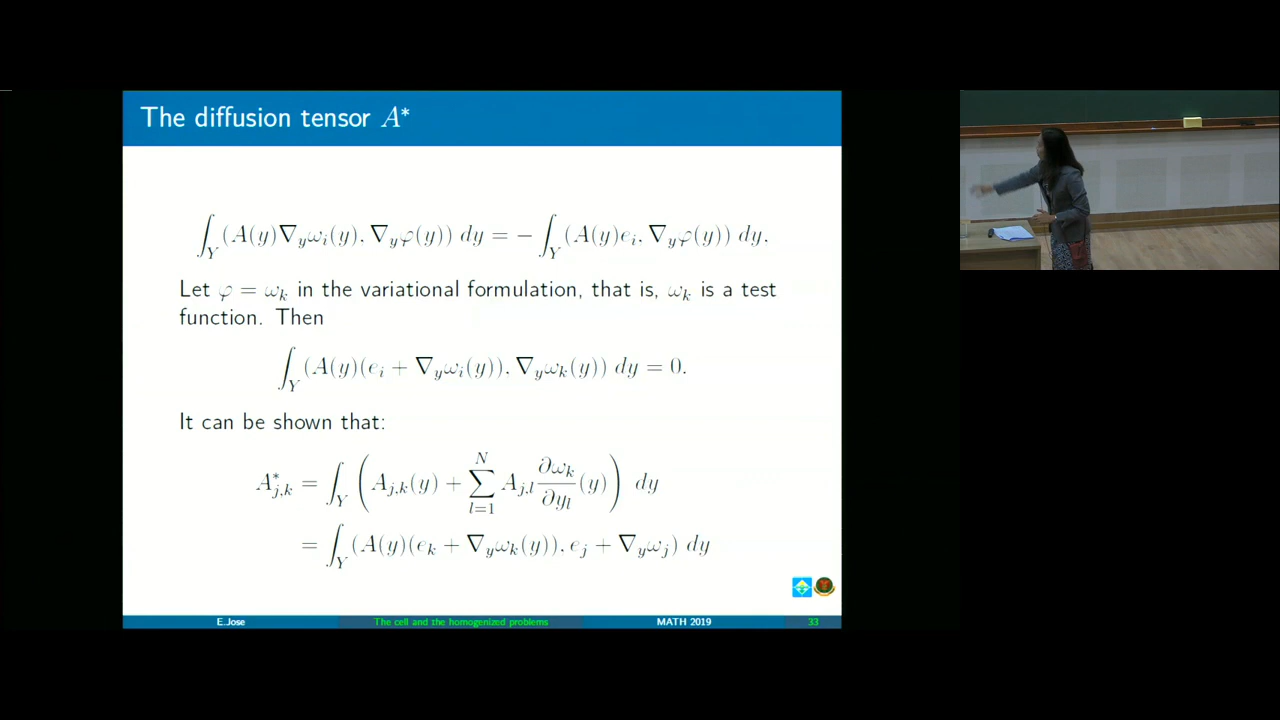 The diffusion tensor A*
∫_Y (A(y)∇_y ω_i(y). ∇_y φ(y)) dy = − ∫_Y (A(y)e_i. ∇_y φ(y)) dy.
Let φ = ω_k in the variational formulation, that is, ω_k is a test
function. Then
∫_Y (A(y)(e_i + ∇_y ω_i(y)). ∇_y ω_k(y)) dy = 0.
It can be shown that:
A*_{j,k} = ∫_Y (A_{j,k}(y) + ∑_{l=1}^{N} A_{j,l} ∂ω_k/∂y_l (y)) dy
= ∫_Y (A(y)(e_k + ∇_y ω_k(y)). e_j + ∇_y ω_j) dy
E.Jose The cell and the homogenized problems MATH 2019 33